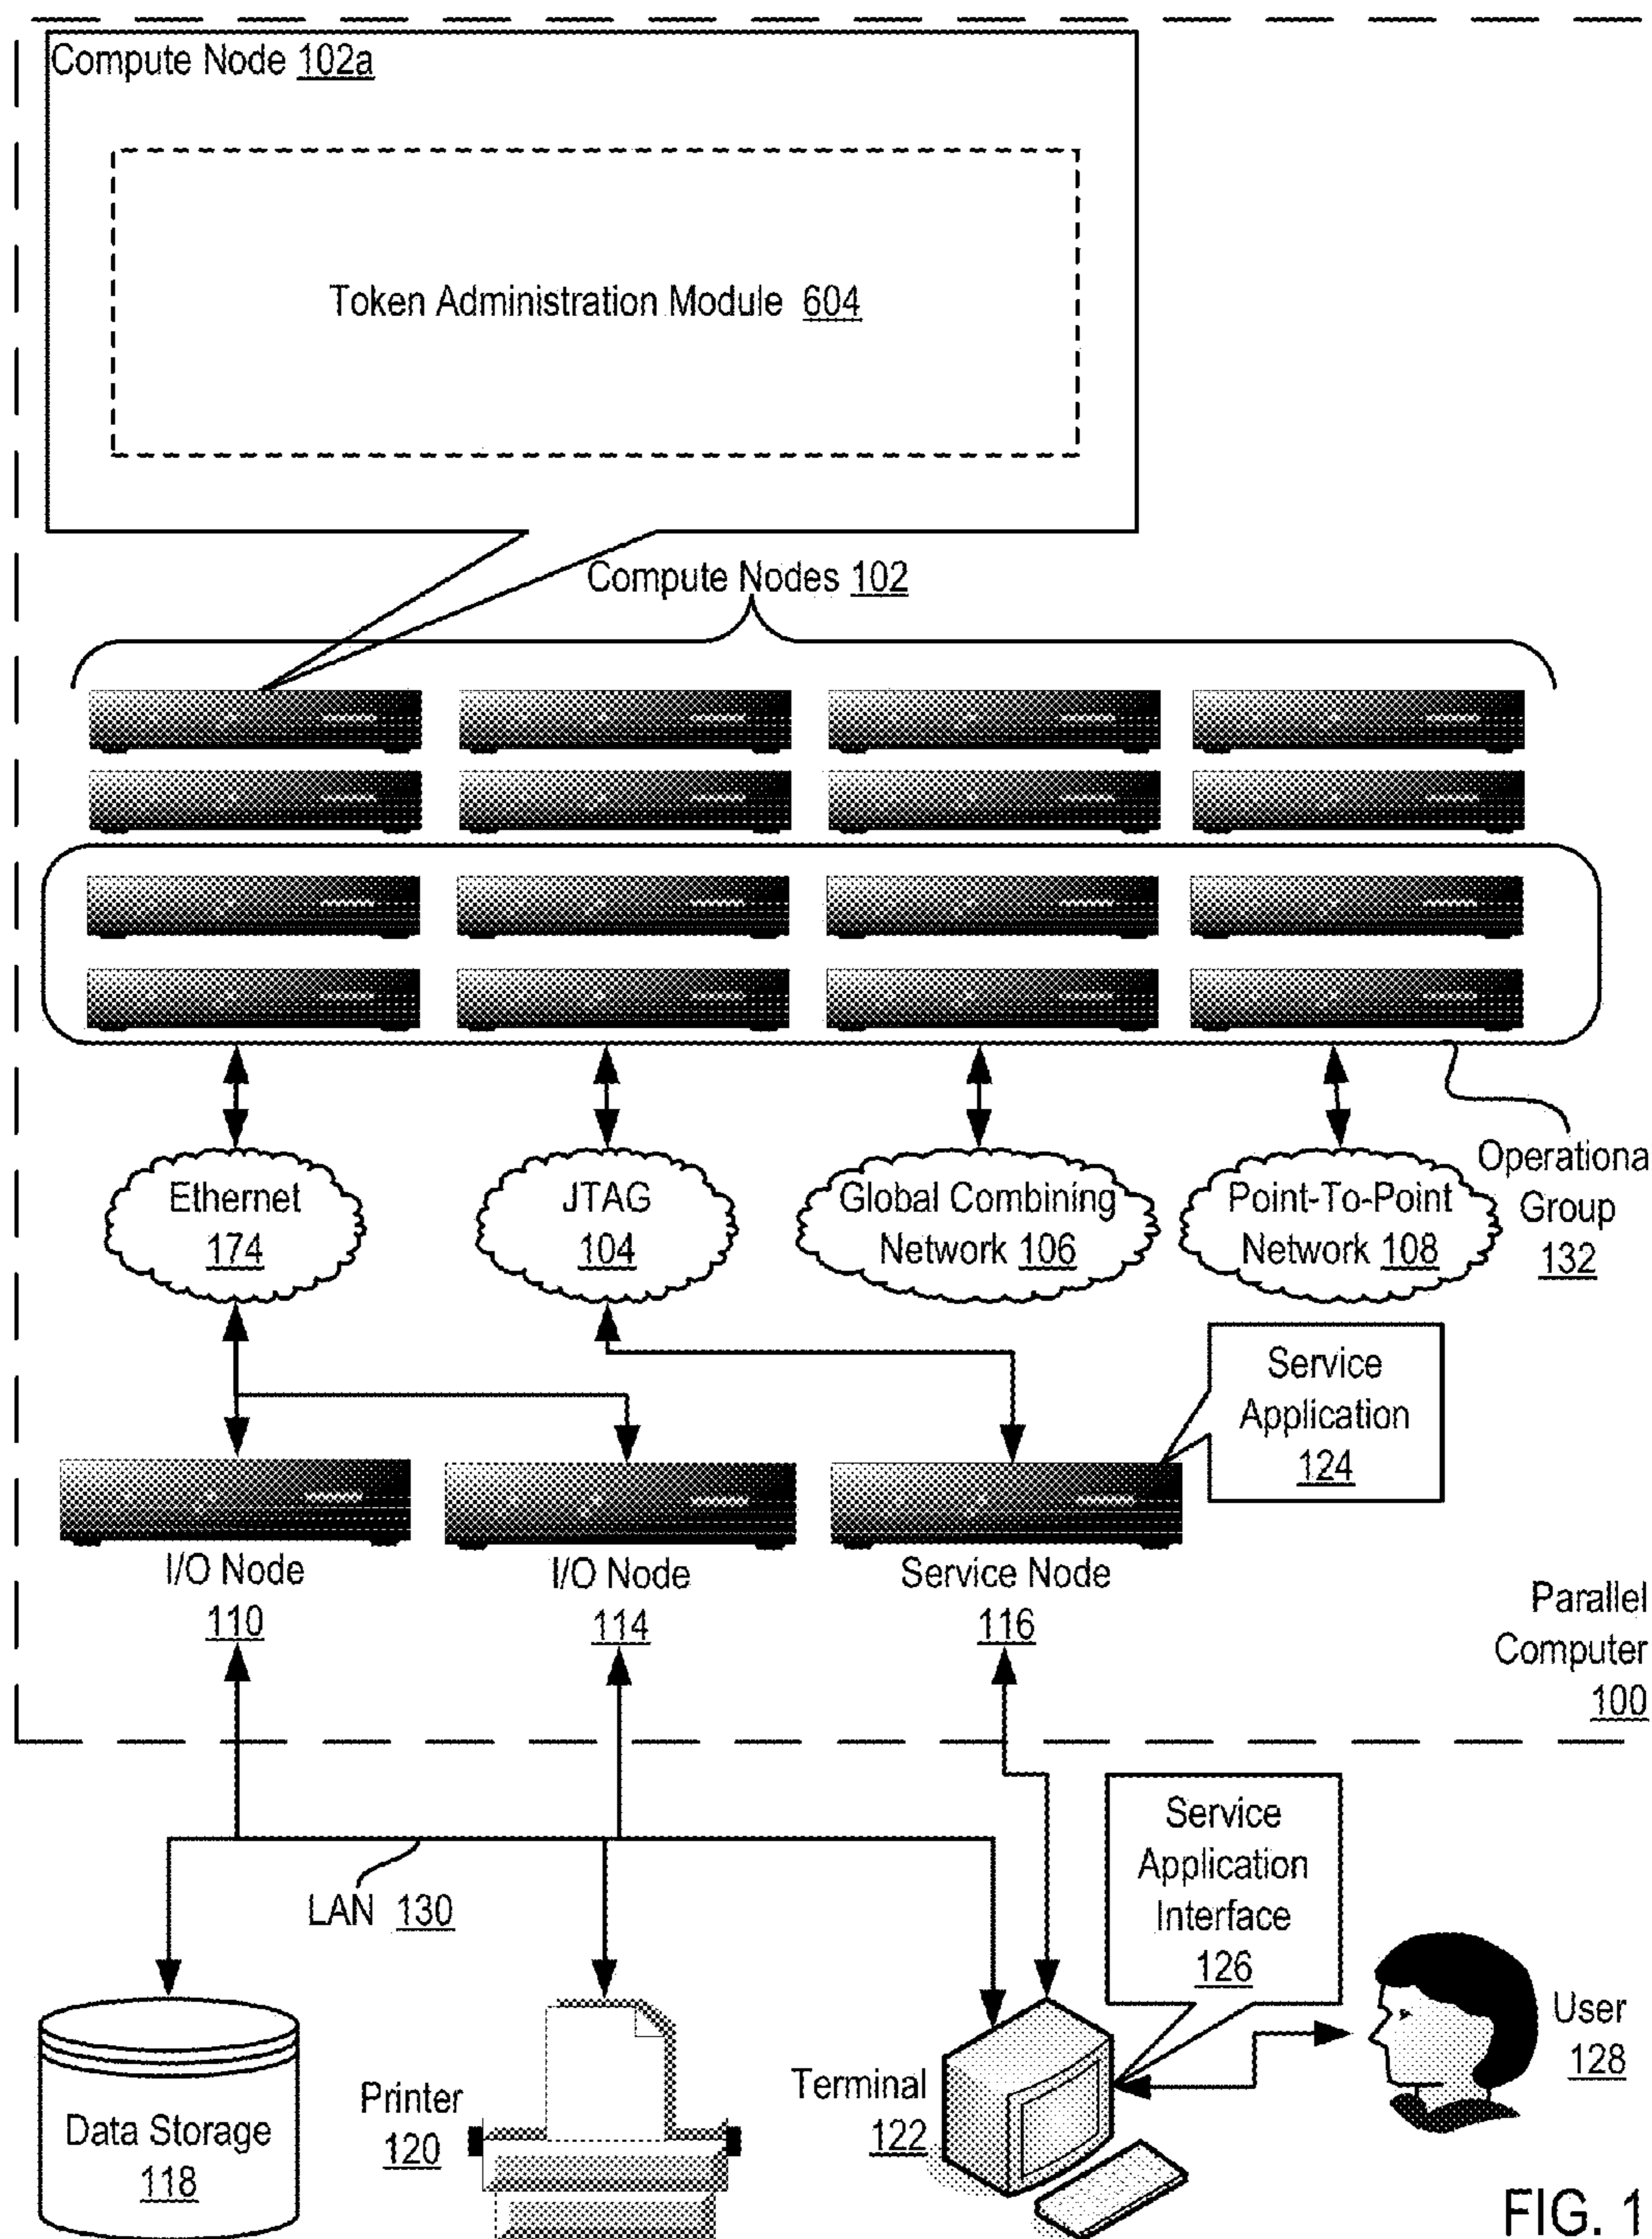 Compute Node 102a
Token Administration Module 604
Compute Nodes 102
Ethernet
174
JTAG
104
Global Combining
Network 106
Point-To-Point
Network 108
Operationa
Group
132
Service
Application
124
I/O Node
110
I/O Node
114
Service Node
116
Parallel
Computer
100
LAN 130
Service
Application
Interface
126
Data Storage
118
Printer
120
Terminal
122
User
128
FIG. 1